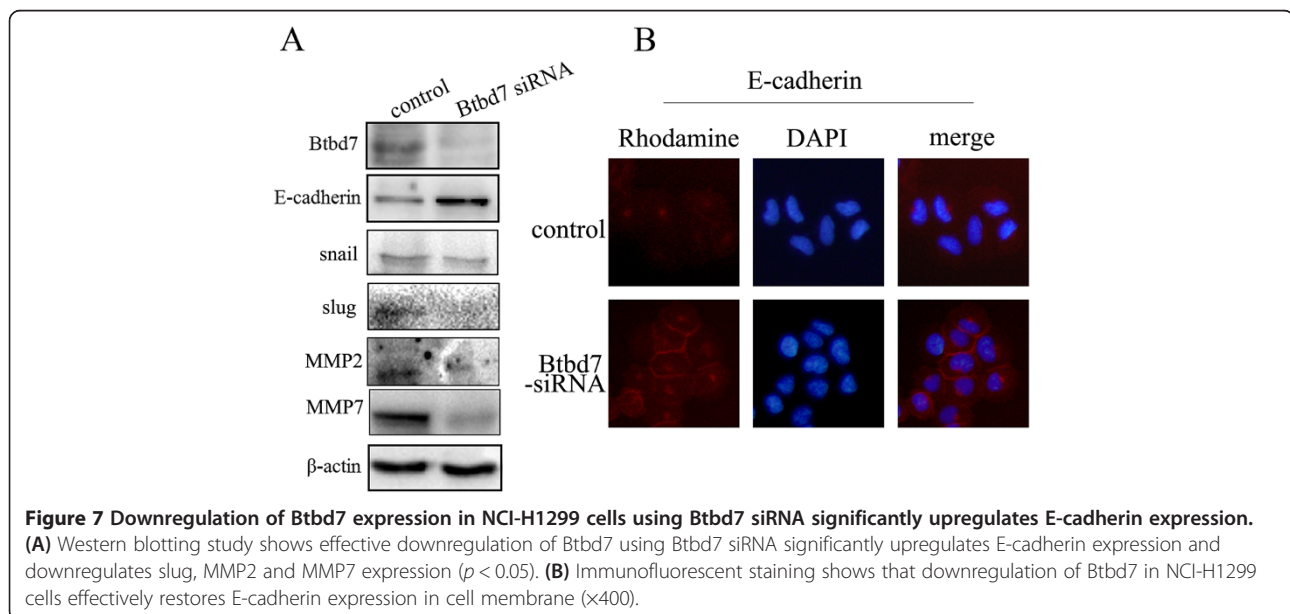 A
B
control
Btbd7 siRNA
Btbd7
E-cadherin
snail
slug
MMP2
MMP7
β-actin
E-cadherin
Rhodamine DAPI merge
control
Btbd7
-siRNA
Figure 7 Downregulation of Btbd7 expression in NCI-H1299 cells using Btbd7 siRNA significantly upregulates E-cadherin expression.
(A) Western blotting study shows effective downregulation of Btbd7 using Btbd7 siRNA significantly upregulates E-cadherin expression and
downregulates slug, MMP2 and MMP7 expression (p < 0.05). (B) Immunofluorescent staining shows that downregulation of Btbd7 in NCI-H1299
cells effectively restores E-cadherin expression in cell membrane (×400).